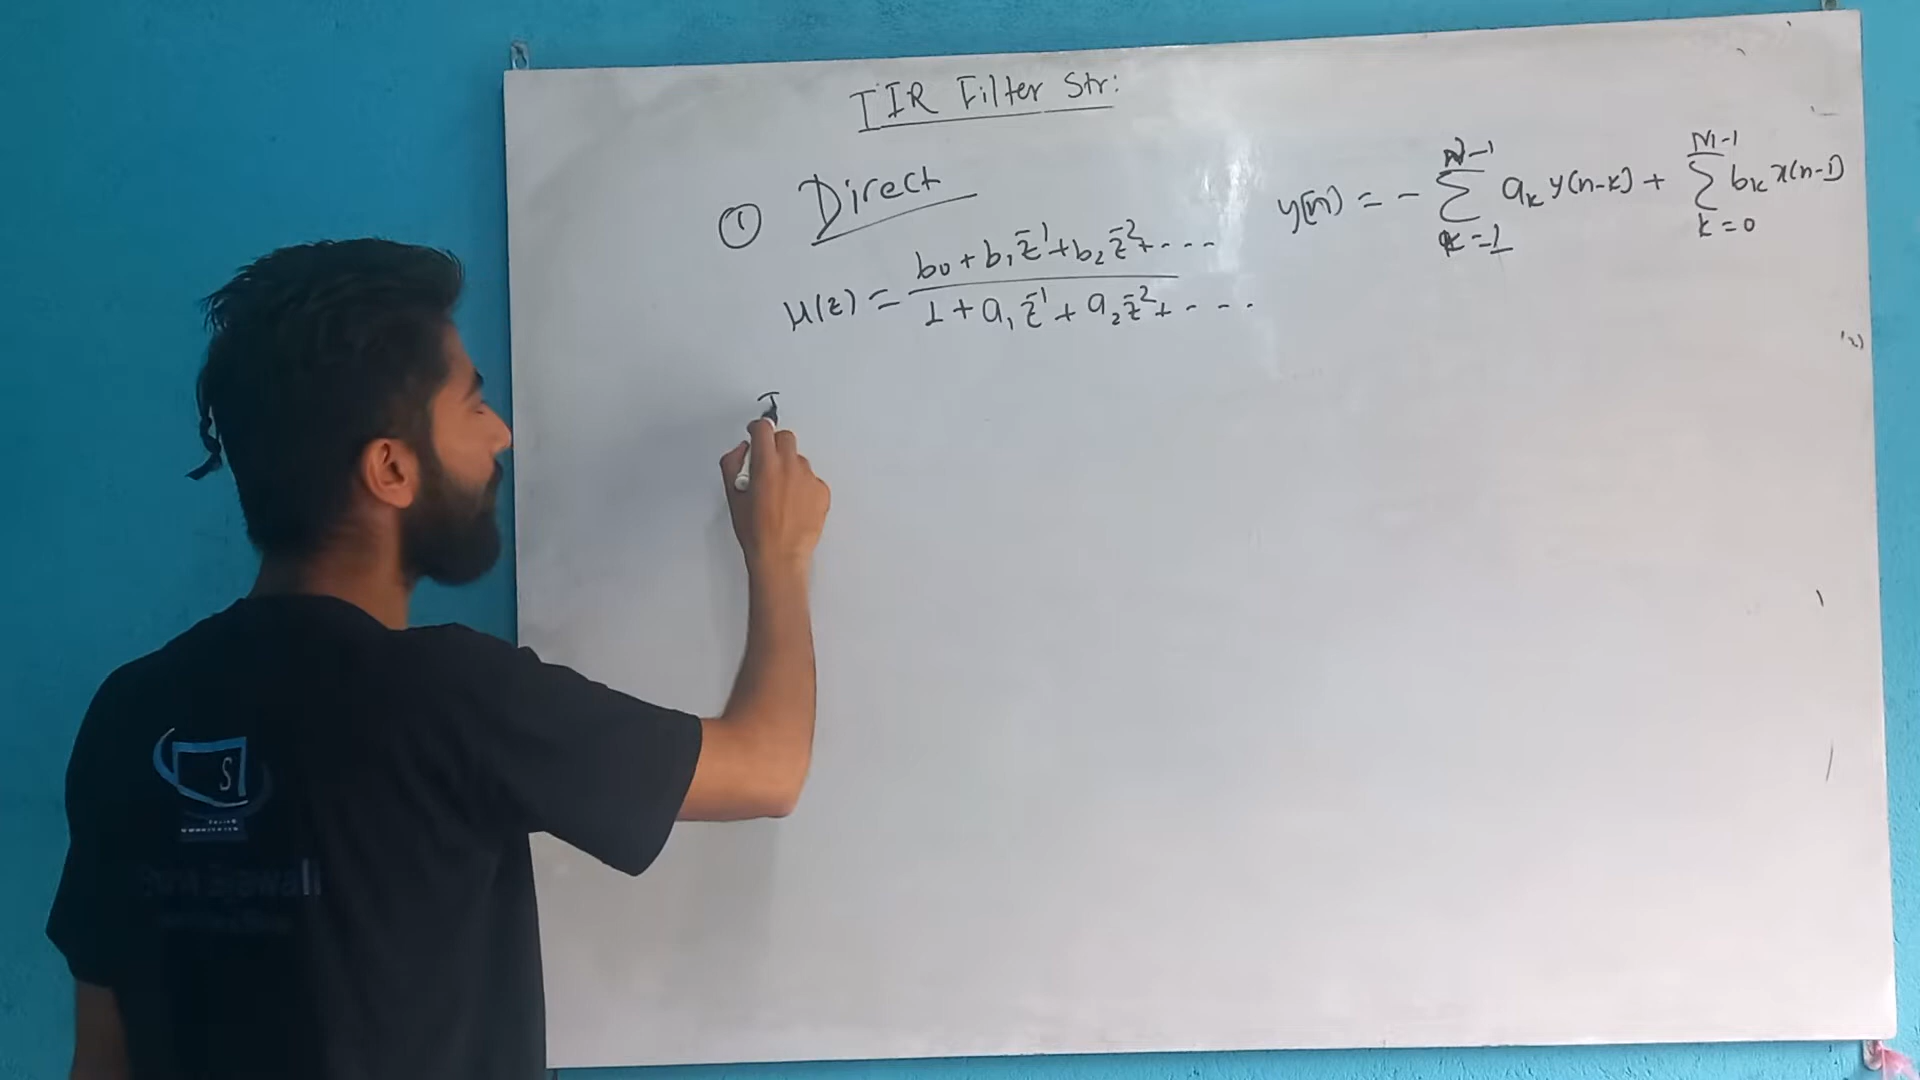 IIR Filter Str:
① Direct
H(z) = b₀ + b₁z⁻¹ + b₂z⁻² + - - -
1 + a₁z⁻¹ + a₂z⁻² + - - -
y[n] = - N-1 Σ k=1 aₖ y(n-k) + M-1 Σ k=0 bₖ x(n-1)
I
S